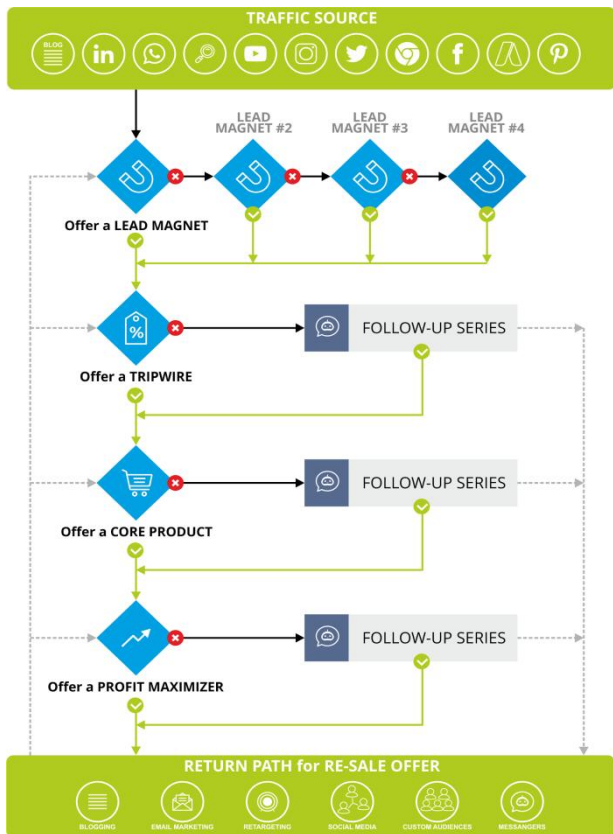 TRAFFIC SOURCE
BLOG
in
f
LEAD
MAGNET #2
LEAD
MAGNET #3
LEAD
MAGNET #4
Offer a LEAD MAGNET
%
FOLLOW-UP SERIES
Offer a TRIPWIRE
FOLLOW-UP SERIES
Offer a CORE PRODUCT
FOLLOW-UP SERIES
Offer a PROFIT MAXIMIZER
RETURN PATH for RE-SALE OFFER
BLOGGING
EMAIL MARKETING
RETARGETING
SOCIAL MEDIA
CUSTOM AUDIENCES
MESSANGERS